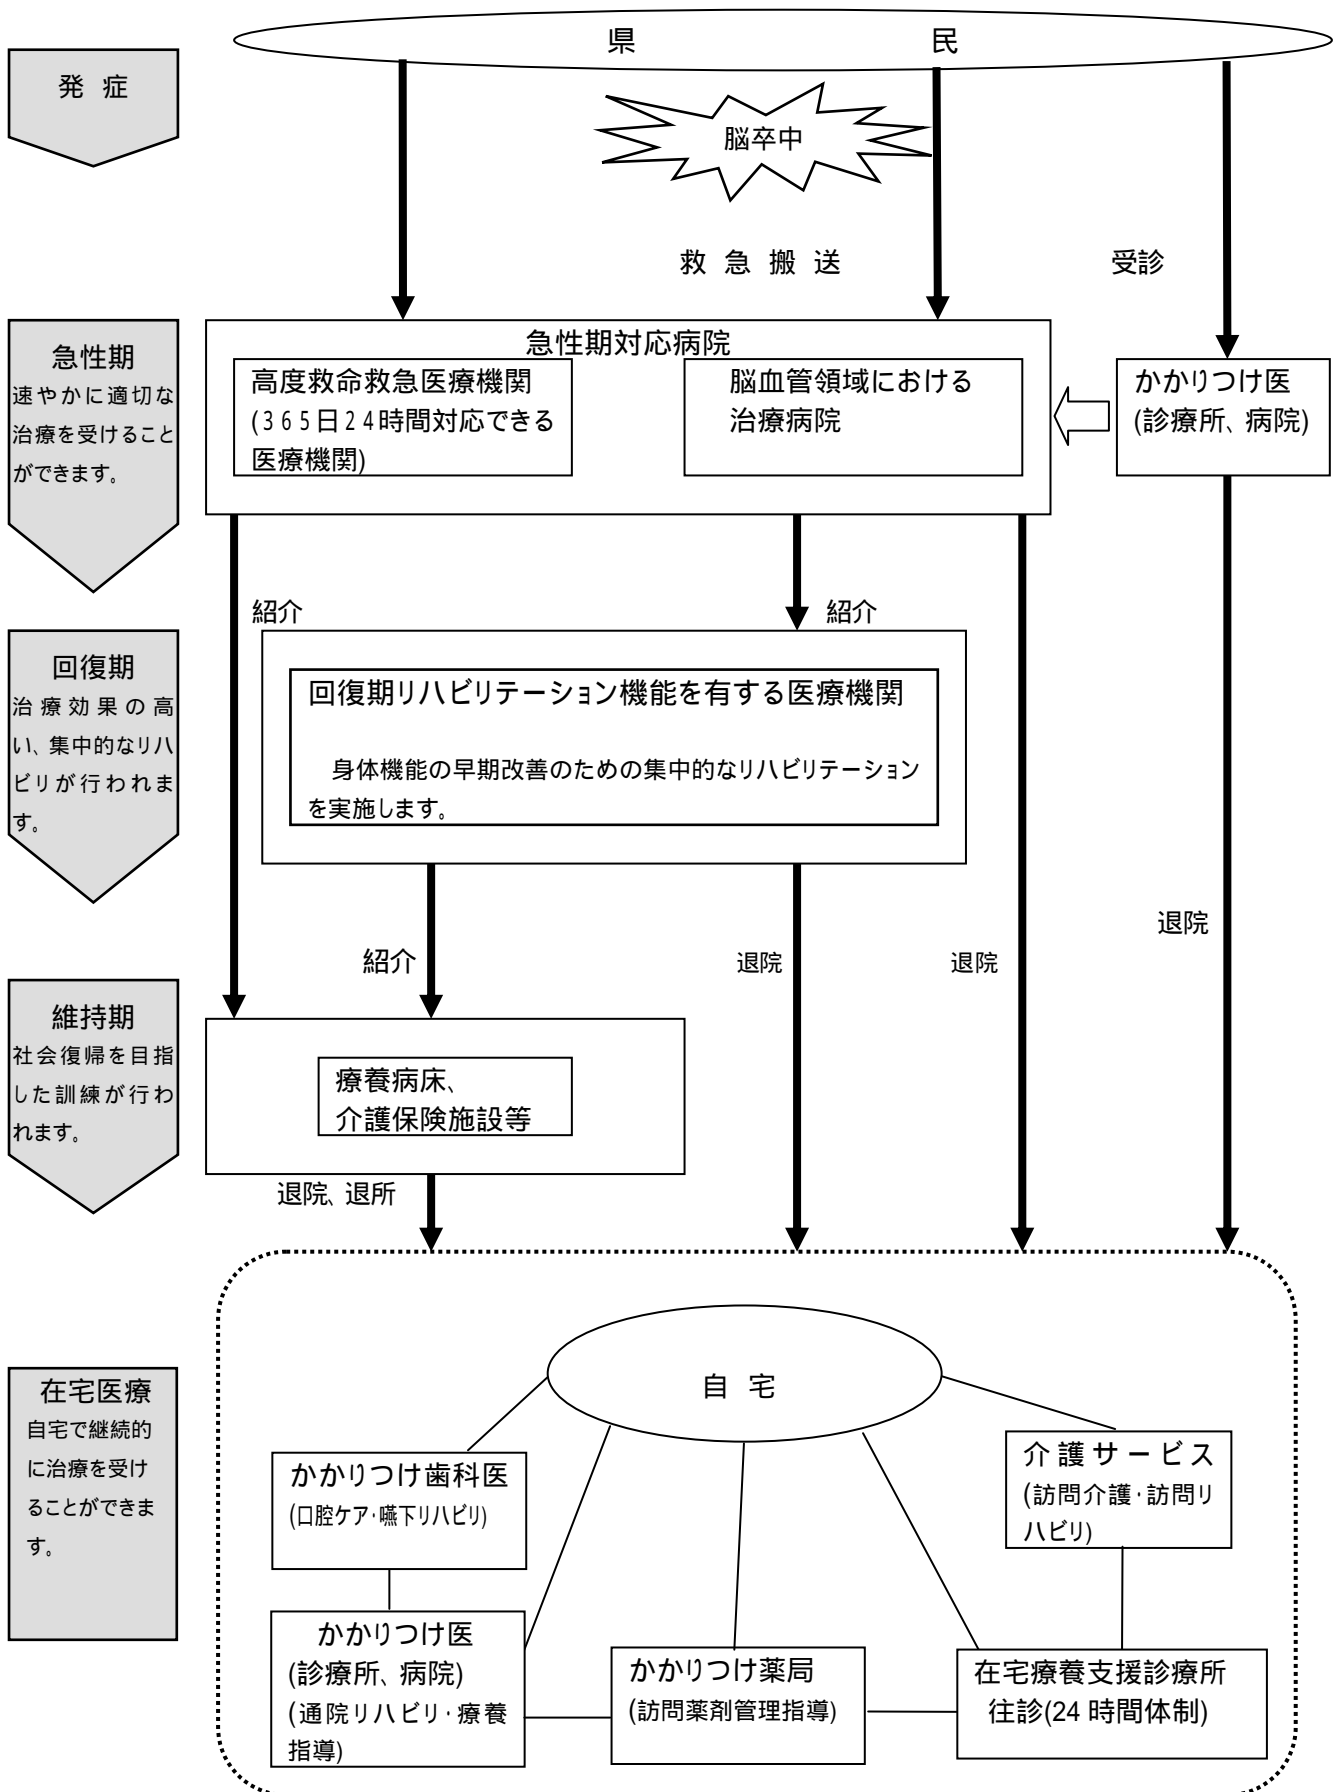 県 民
発 症
脳卒中
救 急 搬 送
受診
急性期
速やかに適切な
治療を受けること
ができます。
急性期対応病院
高度救命救急医療機関
(365日24時間対応できる
医療機関)
脳血管領域における
治療病院
かかりつけ医
(診療所、病院)
紹介
紹介
回復期
治療効果の高
い、集中的なリハ
ビリが行われま
す。
回復期リハビリテーション機能を有する医療機関
身体機能の早期改善のための集中的なリハビリテーション
を実施します。
紹介
退院
退院
退院
維持期
社会復帰を目指
した訓練が行わ
れます。
療養病床、
介護保険施設等
退院、退所
在宅医療
自宅で継続的
に治療を受け
ることができま
す。
自 宅
かかりつけ歯科医
(口腔ケア・嚥下リハビリ)
介護サービス
(訪問介護・訪問リ
ハビリ)
かかりつけ医
(診療所、病院)
(通院リハビリ・療養
指導)
かかりつけ薬局
(訪問薬剤管理指導)
在宅療養支援診療所
往診(24時間体制)